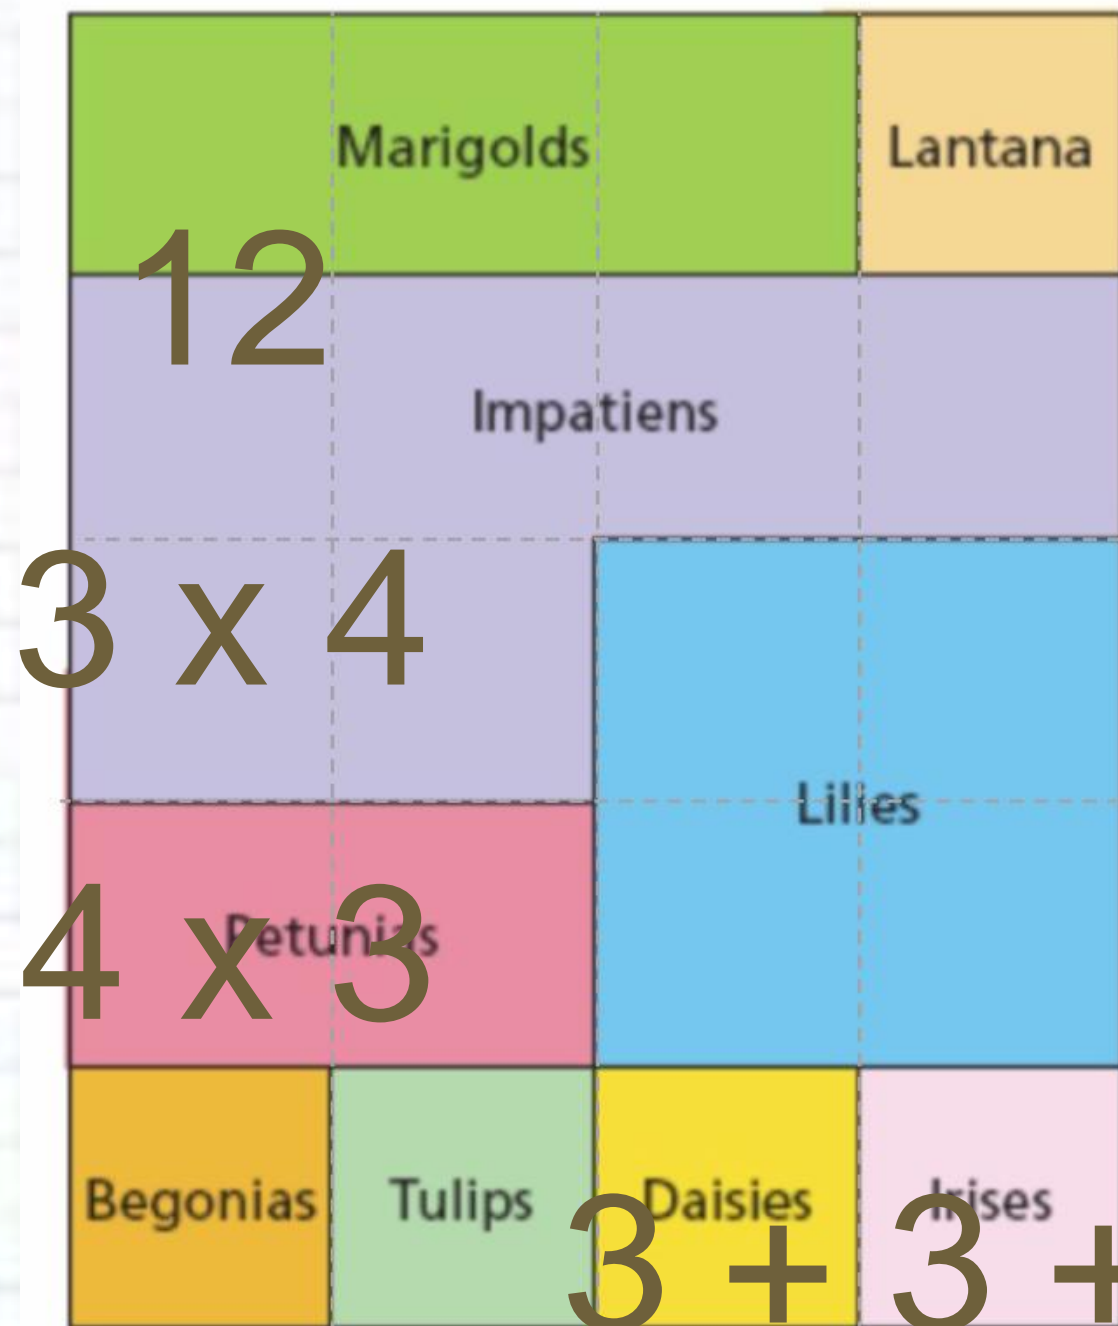 Marigolds Lantana
12
Impatiens
3 x 4
Lilies
4 x 3
Petunias
Begonias Tulips Daisies Irises
3 + 3 +